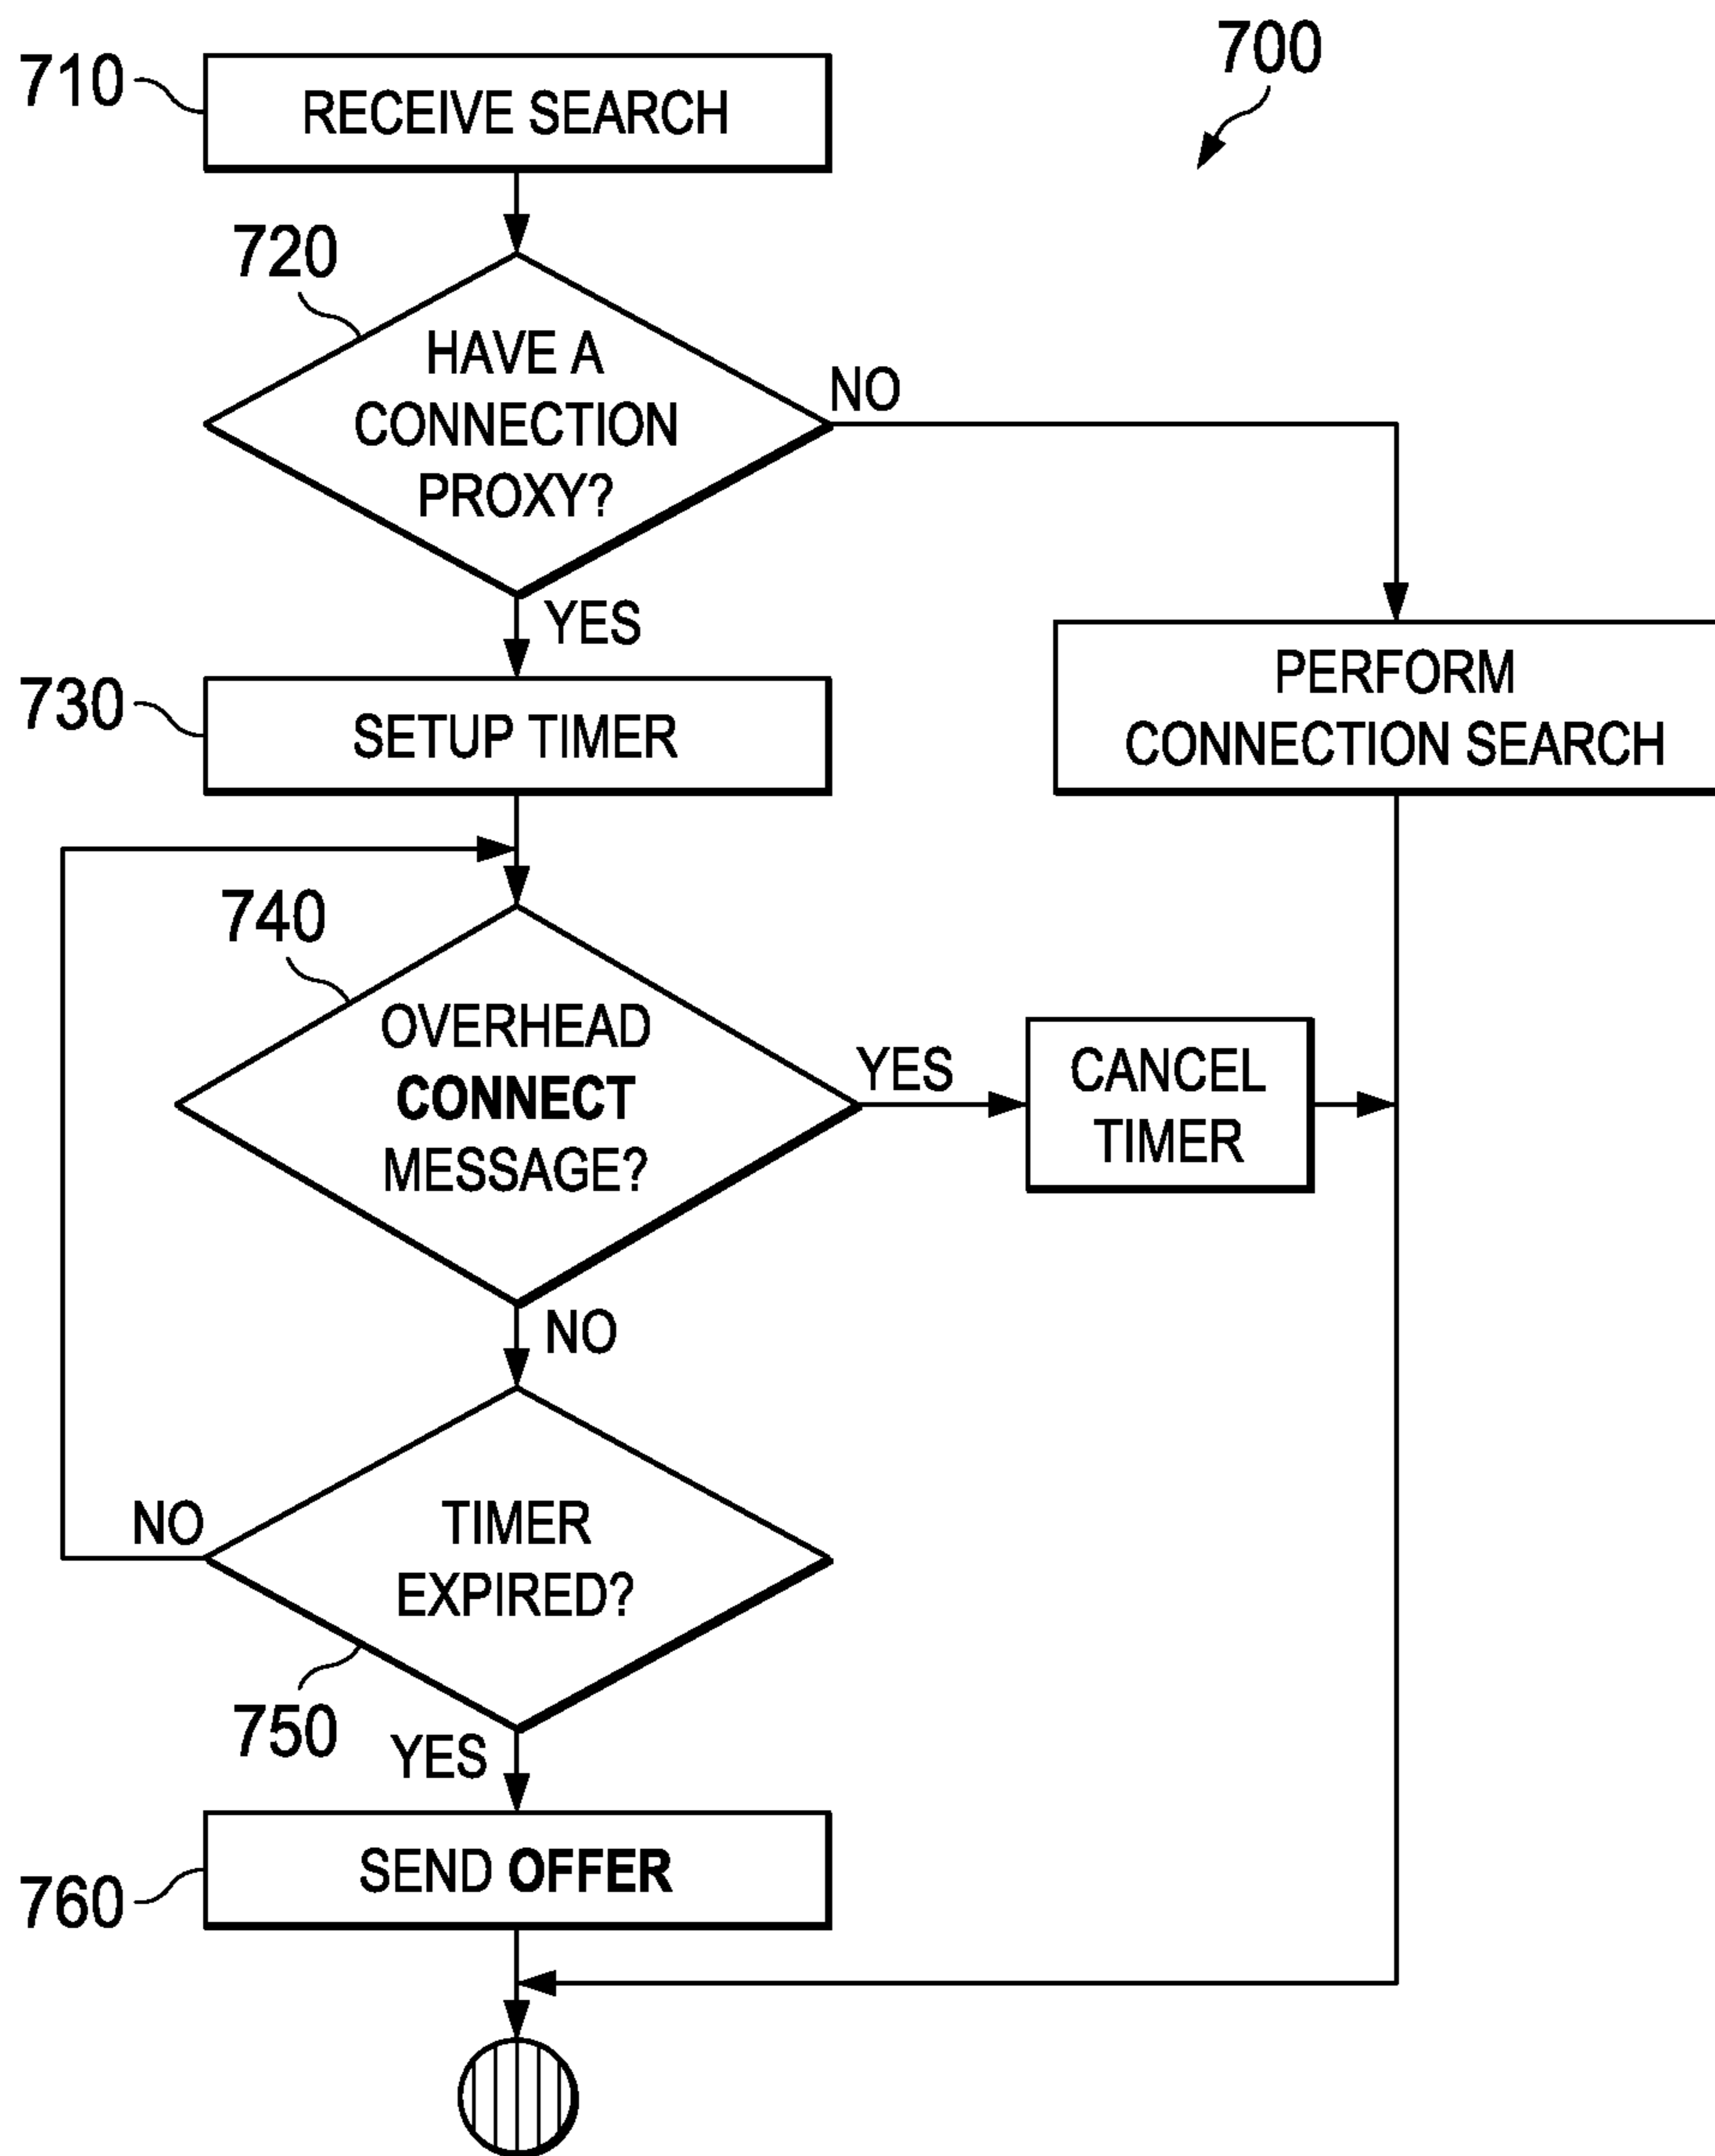 700
710
RECEIVE SEARCH
720
HAVE A
CONNECTION
PROXY?
NO
YES
730
SETUP TIMER
PERFORM
CONNECTION SEARCH
740
OVERHEAD
CONNECT
MESSAGE?
YES
CANCEL
TIMER
NO
TIMER
EXPIRED?
NO
750
YES
760
SEND OFFER